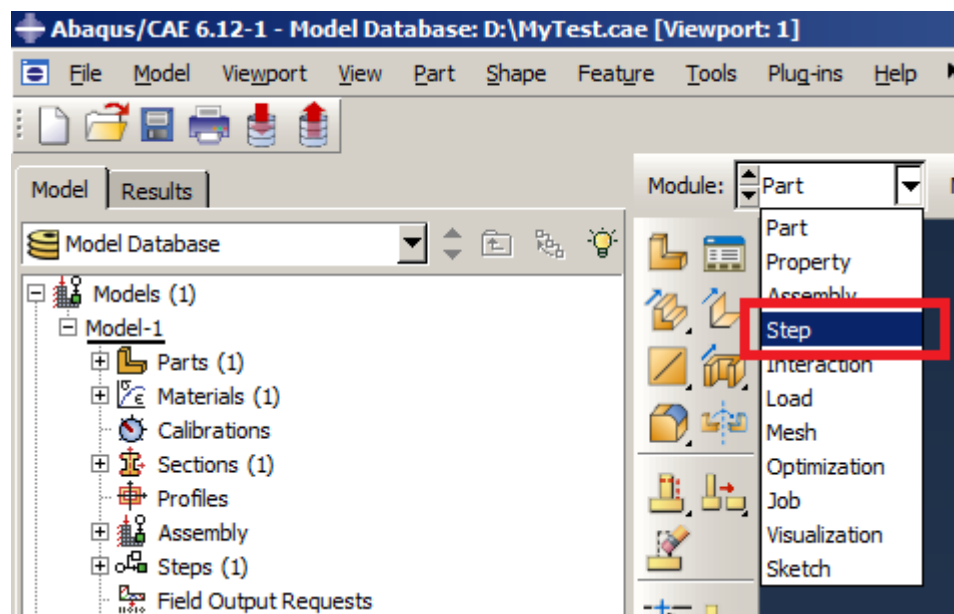 Abaqus/CAE 6.12-1 - Model Database: D:\MyTest.cae [Viewport: 1]
File Model Viewport View Part Shape Feature Tools Plug-ins Help
Model Results
Module: Part
Model Database
Part
Property
Assembly
Step
Interaction
Load
Mesh
Optimization
Job
Visualization
Sketch
Models (1)
Model-1
Parts (1)
Materials (1)
Calibrations
Sections (1)
Profiles
Assembly
Steps (1)
Field Output Requests